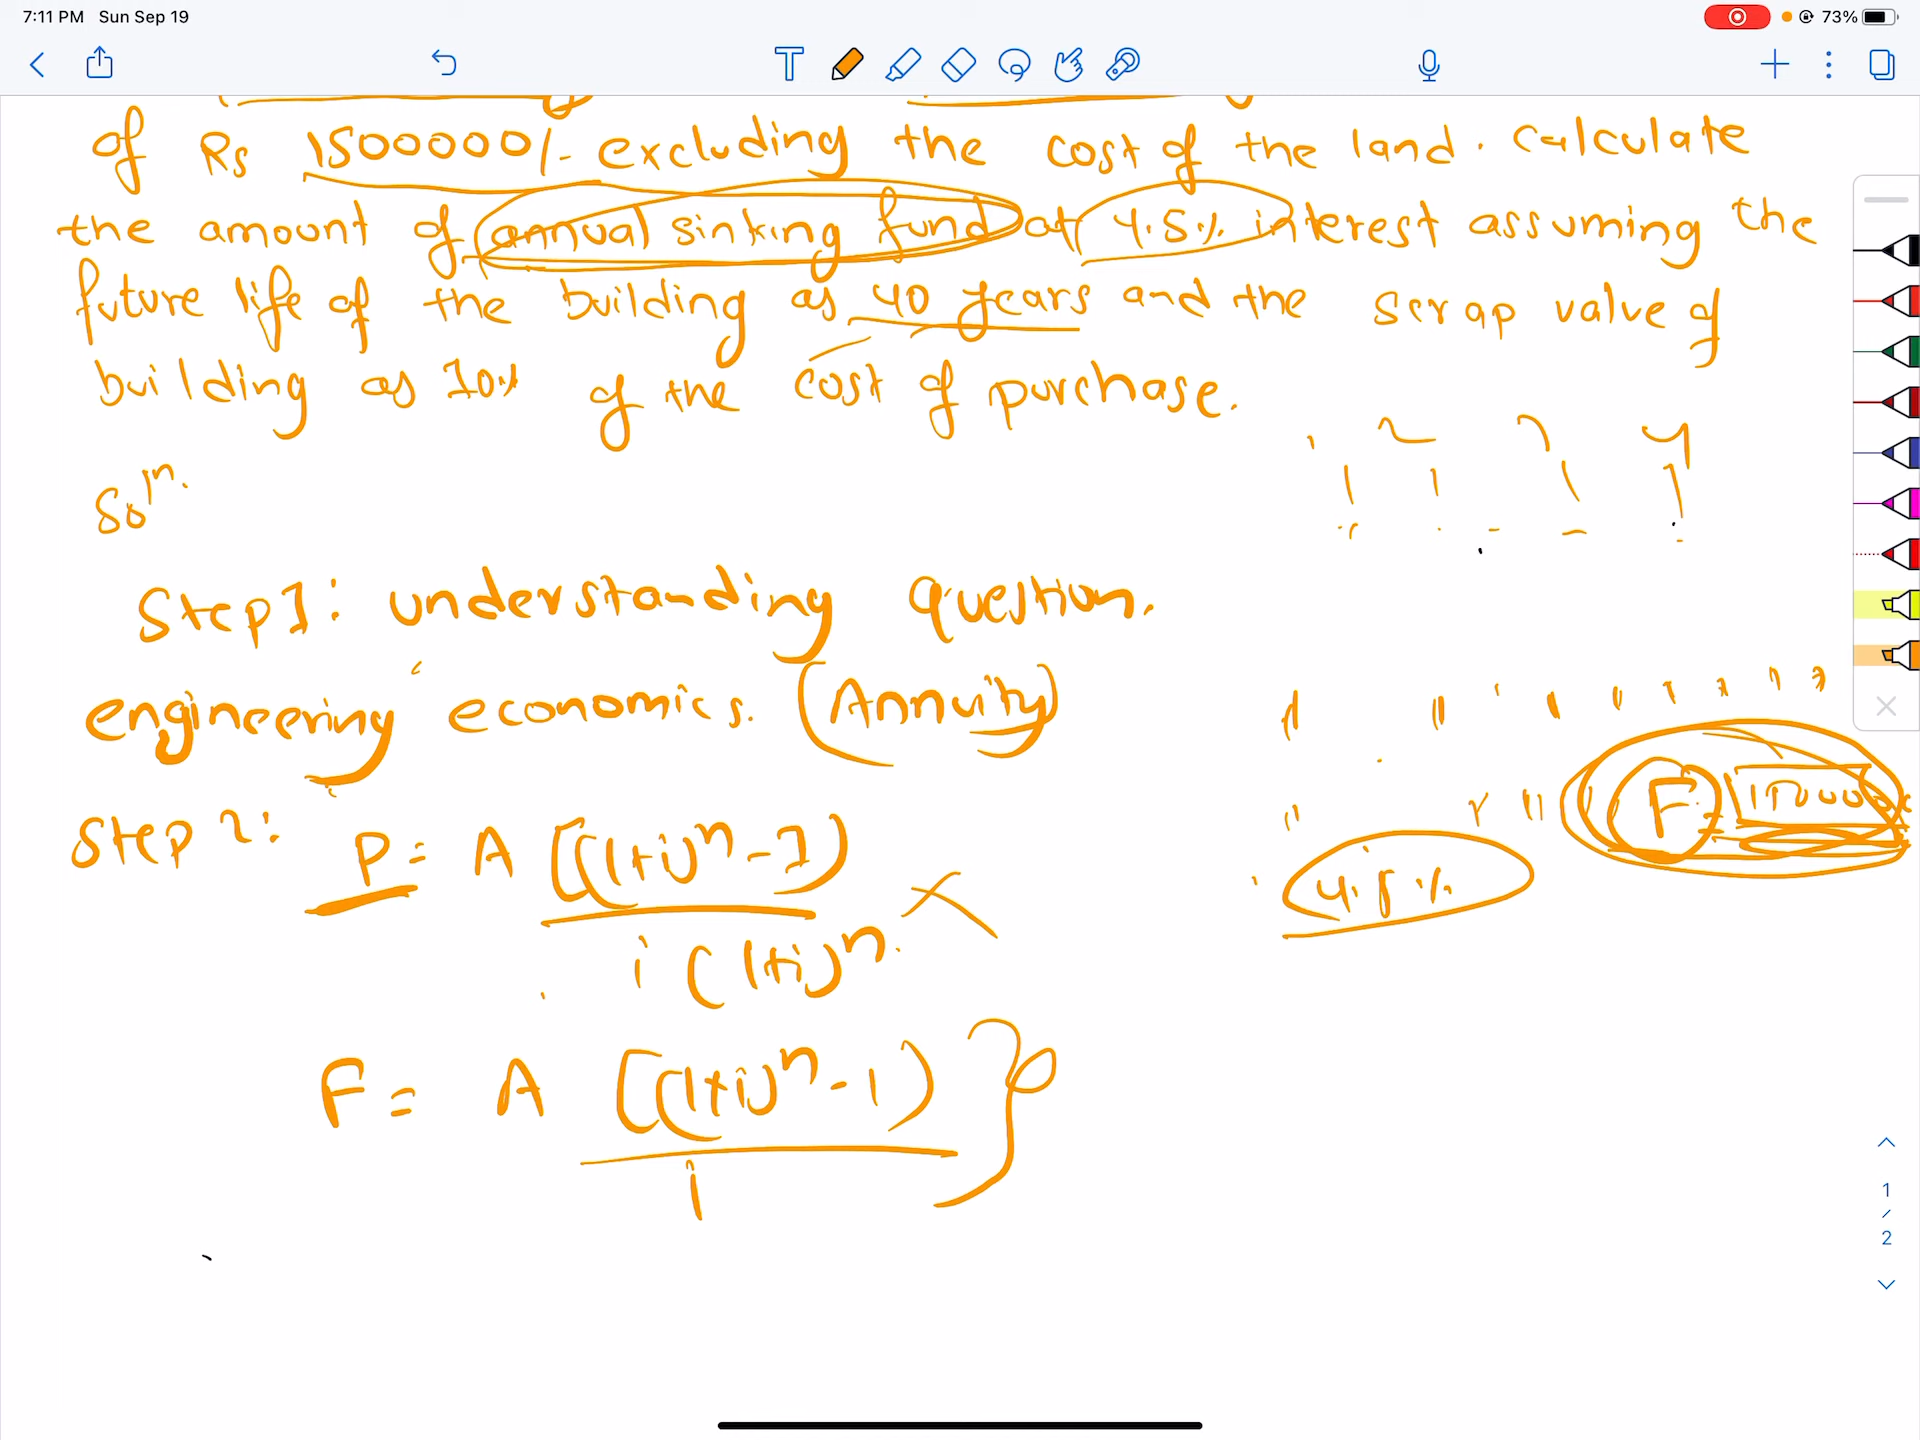 7:11 PM Sun Sep 19
73%
of Rs 1500000/- excluding the cost of the land. Calculate
the amount of annual sinking fund at 4.5% interest assuming the
future life of the building as 40 years and the scrap value of
building as 10% of the cost of purchase.
Solⁿ.
Step 1: understanding question.
engineering economics. (Annuity)
Step 2: P = A [(1+i)ⁿ - 1)
i (1+i)ⁿ.
F = A [(1+i)ⁿ - 1)
i
2 4
F =
4.5%
1
/
2